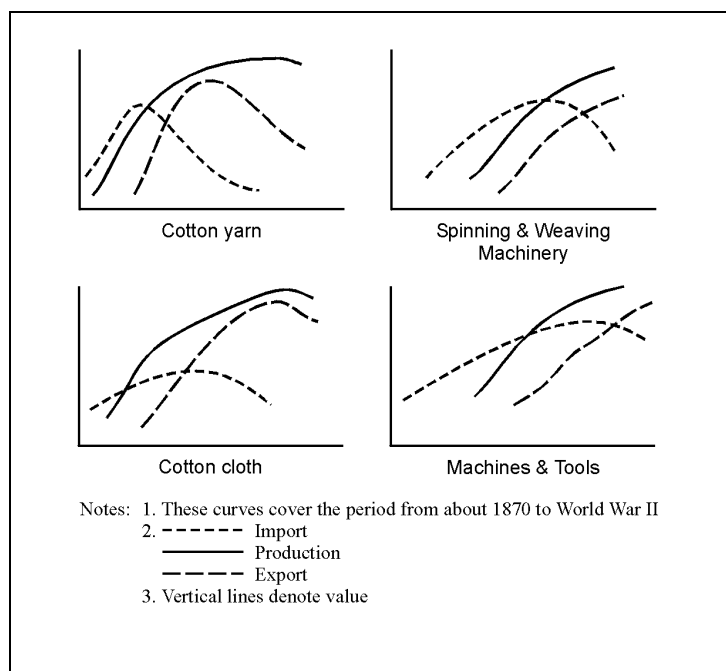 Cotton yarn
Spinning & Weaving
Machinery
Cotton cloth
Machines & Tools
Notes: 1. These curves cover the period from about 1870 to World War II
2. Import
Production
Export
3. Vertical lines denote value